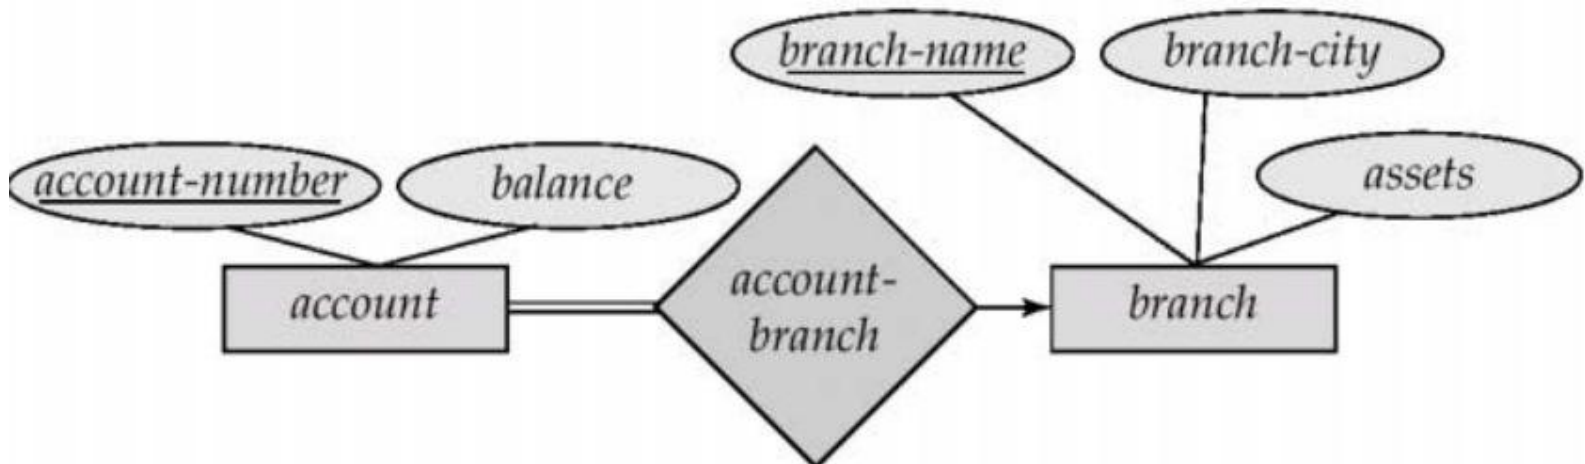 branch-name
branch-city
account-number
balance
assets
account
account-
branch
branch